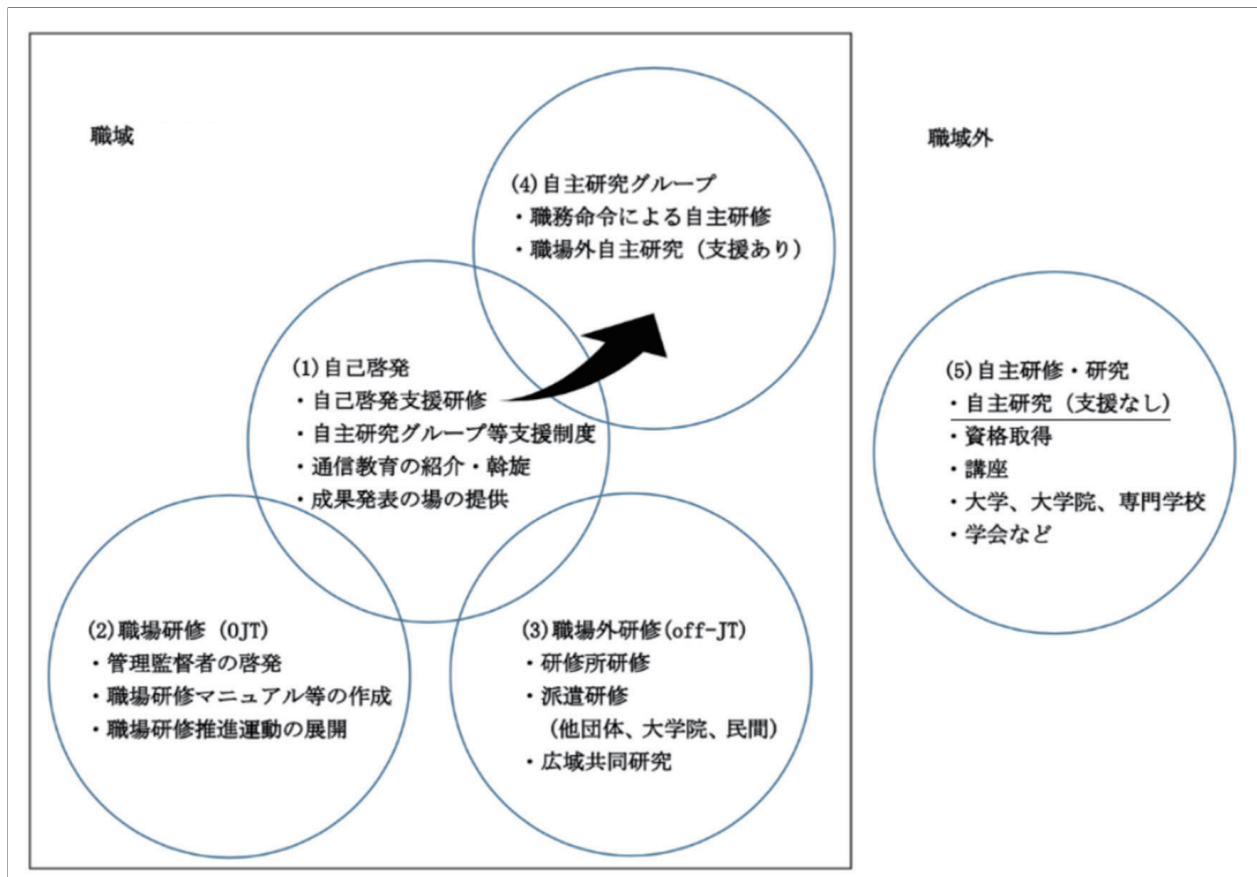 職域
職域外
(4)自主研究グループ
・職務命令による自主研修
・職場外自主研究（支援あり）
(1)自己啓発
・自己啓発支援研修
・自主研究グループ等支援制度
・通信教育の紹介・斡旋
・成果発表の場の提供
(5)自主研修・研究
・自主研究（支援なし）
・資格取得
・講座
・大学、大学院、専門学校
・学会など
(2)職場研修（OJT）
・管理監督者の啓発
・職場研修マニュアル等の作成
・職場研修推進運動の展開
(3)職場外研修(off-JT)
・研修所研修
・派遣研修
（他団体、大学院、民間）
・広域共同研究